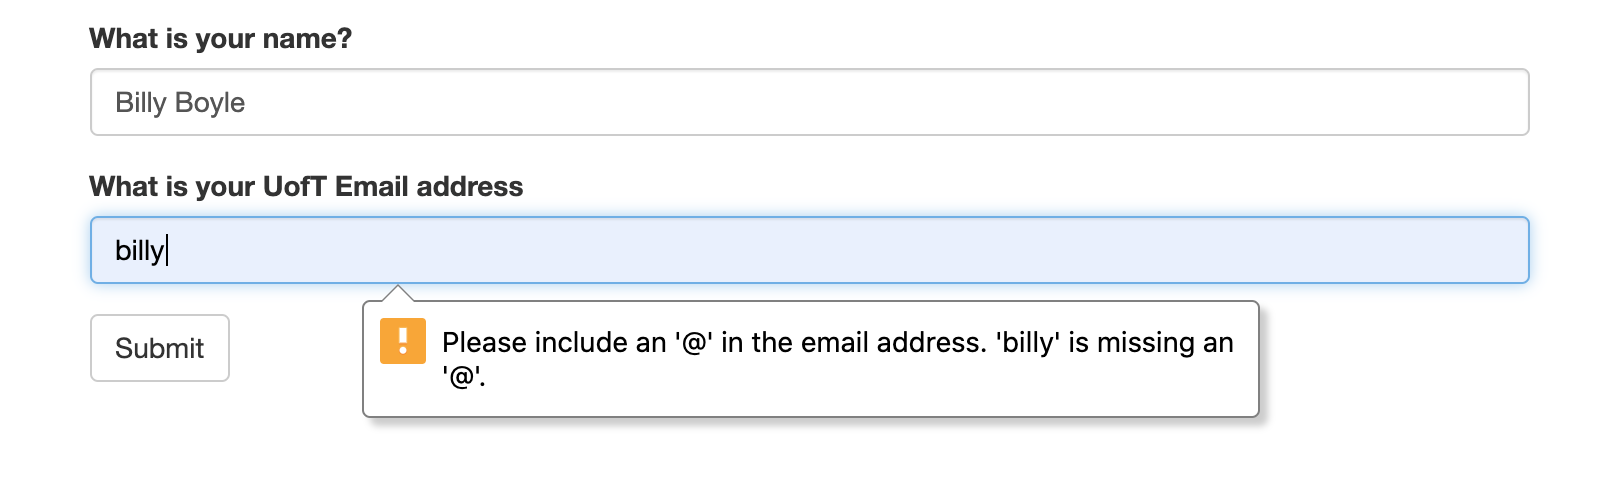 What is your name?
Billy Boyle
What is your UofT Email address
billy
Please include an '@' in the email address. 'billy' is missing an
'@'.
Submit